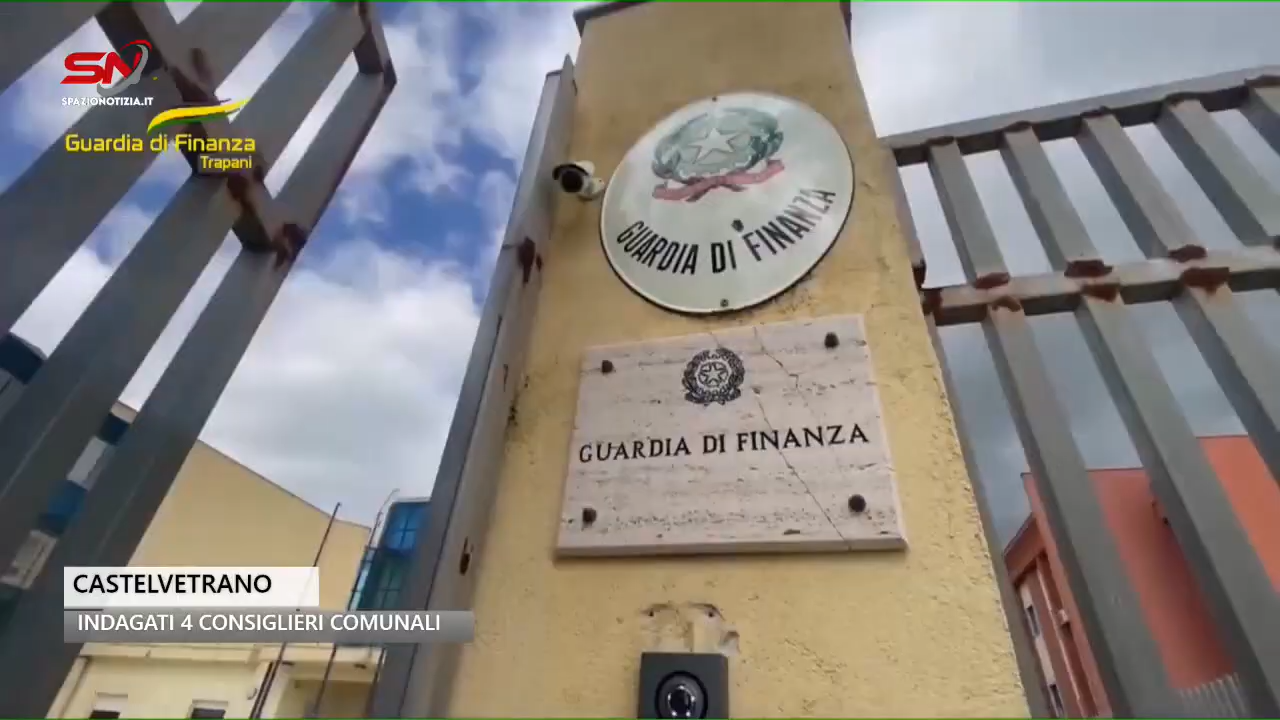 SN
SPAZIONOTIZIA.IT
Guardia di Finanza
Trapani
GUARDIA DI FINANZA
GUARDIA DI FINANZA
CASTELVETRANO
INDAGATI 4 CONSIGLIERI COMUNALI